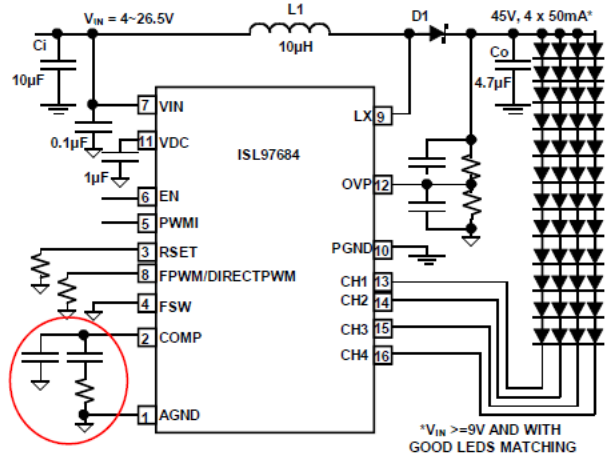 VIN = 4~26.5V
L1
10µH
D1
45V, 4 x 50mA*
Ci
10µF
Co
4.7µF
7 VIN
LX 9
0.1µF
11 VDC
ISL97684
1µF
OVP 12
6 EN
5 PWMI
3 RSET
PGND 10
8 FPWM/DIRECTPWM
CH1 13
4 FSW
CH2 14
2 COMP
CH3 15
CH4 16
1 AGND
*VIN >=9V AND WITH
GOOD LEDS MATCHING